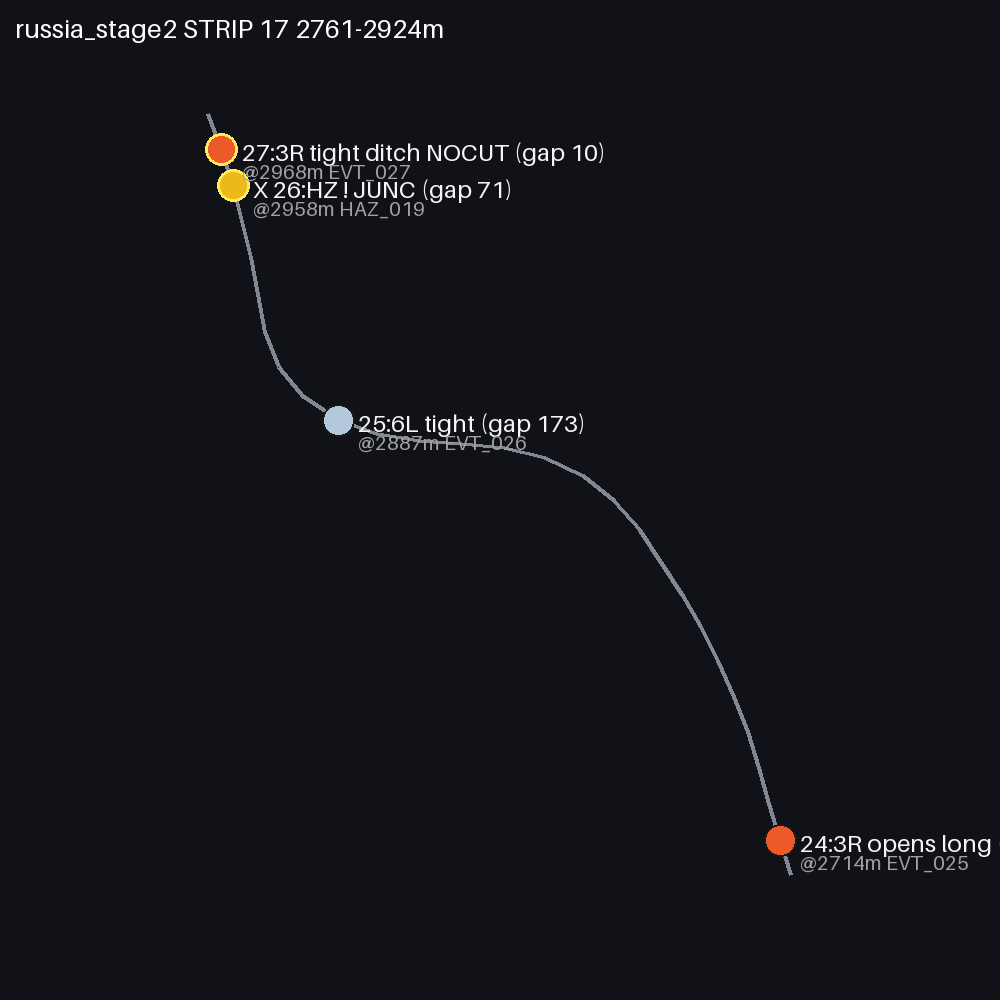 russia_stage2 STRIP 17 2761-2924m
27:3R tight ditch NOCUT (gap 10)
@2968m EVT_027
X 26:HZ ! JUNC (gap 71)
@2958m HAZ_019
25:6L tight (gap 173)
@2887m EVT_026
24:3R opens long
@2714m EVT_025